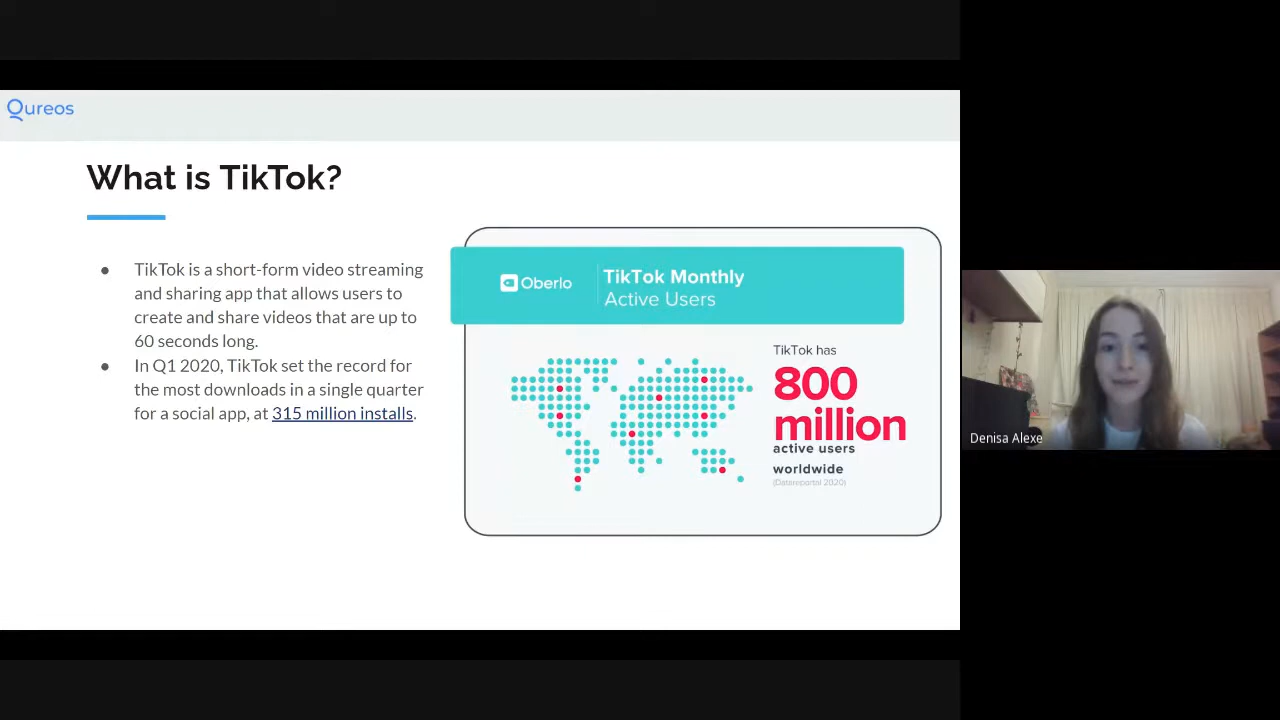 Qureos
What is TikTok?
● TikTok is a short-form video streaming
and sharing app that allows users to
create and share videos that are up to
60 seconds long.
● In Q1 2020, TikTok set the record for
the most downloads in a single quarter
for a social app, at 315 million installs.
Oberlo
TikTok Monthly
Active Users
TikTok has
800
million
active users
worldwide
(Datareportal 2020)
Denisa Alexe